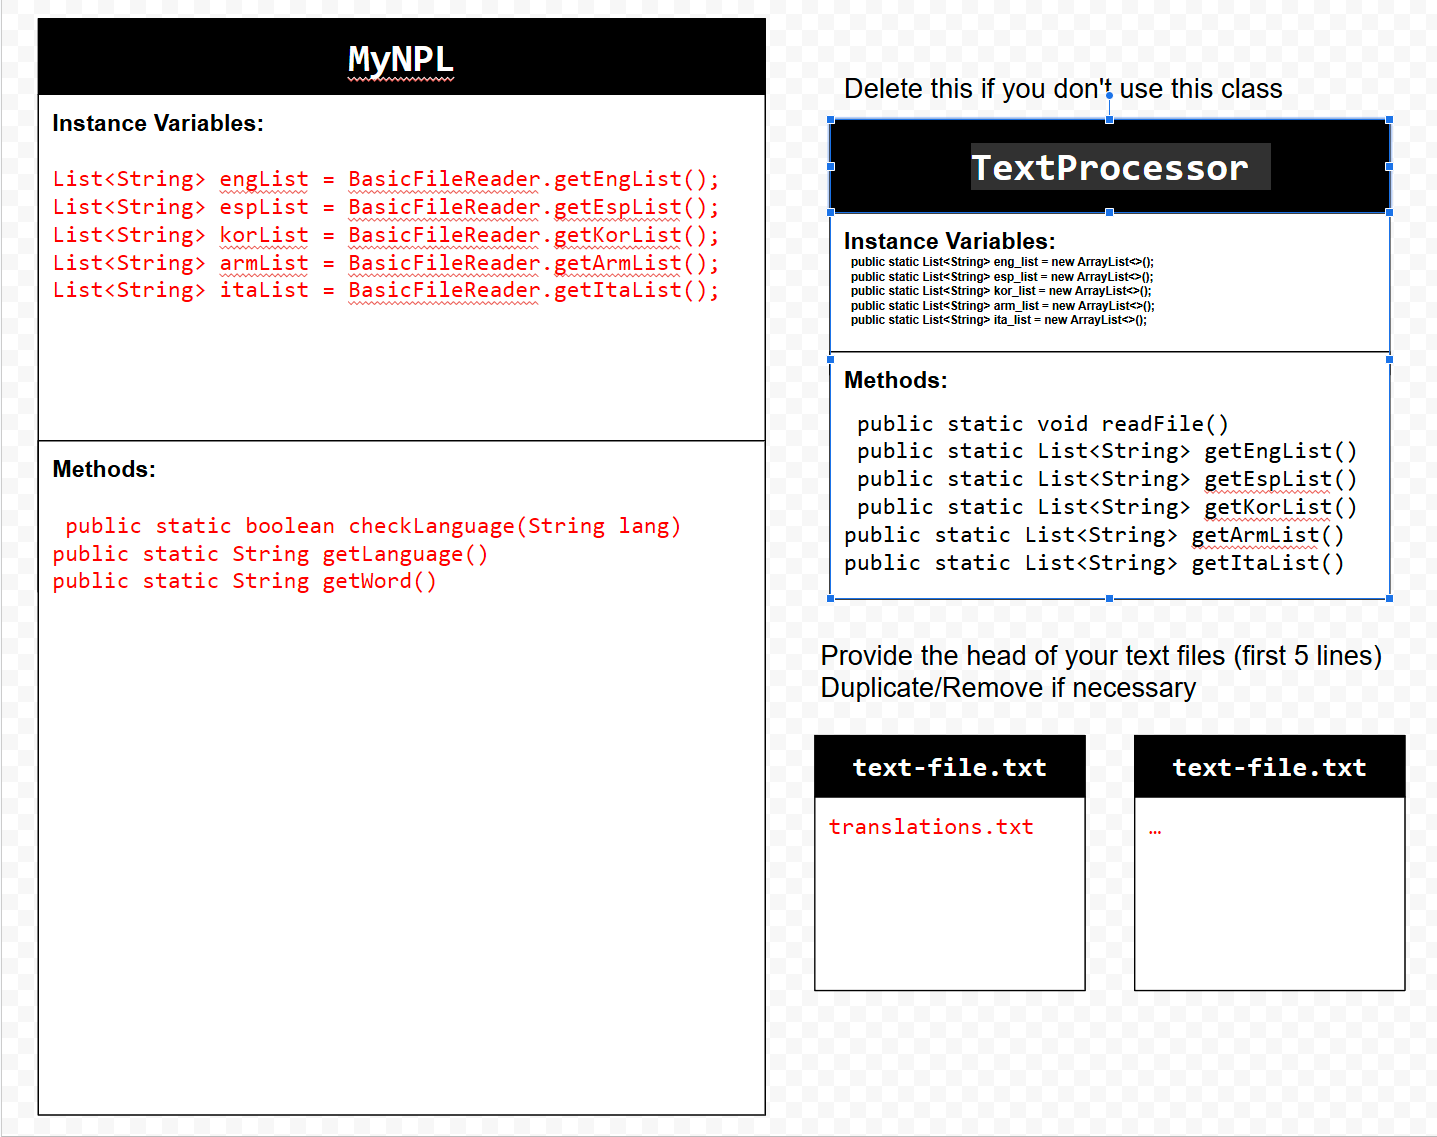 MyNPL
Instance Variables:
List<String> engList = BasicFileReader.getEngList();
List<String> espList = BasicFileReader.getEspList();
List<String> korList = BasicFileReader.getKorList();
List<String> armList = BasicFileReader.getArmList();
List<String> itaList = BasicFileReader.getItaList();
Methods:
public static boolean checkLanguage(String lang)
public static String getLanguage()
public static String getWord()
Delete this if you don't use this class
TextProcessor
Instance Variables:
public static List<String> eng_list = new ArrayList<>();
public static List<String> esp_list = new ArrayList<>();
public static List<String> kor_list = new ArrayList<>();
public static List<String> arm_list = new ArrayList<>();
public static List<String> ita_list = new ArrayList<>();
Methods:
public static void readFile()
public static List<String> getEngList()
public static List<String> getEspList()
public static List<String> getKorList()
public static List<String> getArmList()
public static List<String> getItaList()
Provide the head of your text files (first 5 lines)
Duplicate/Remove if necessary
text-file.txt
translations.txt
text-file.txt
…